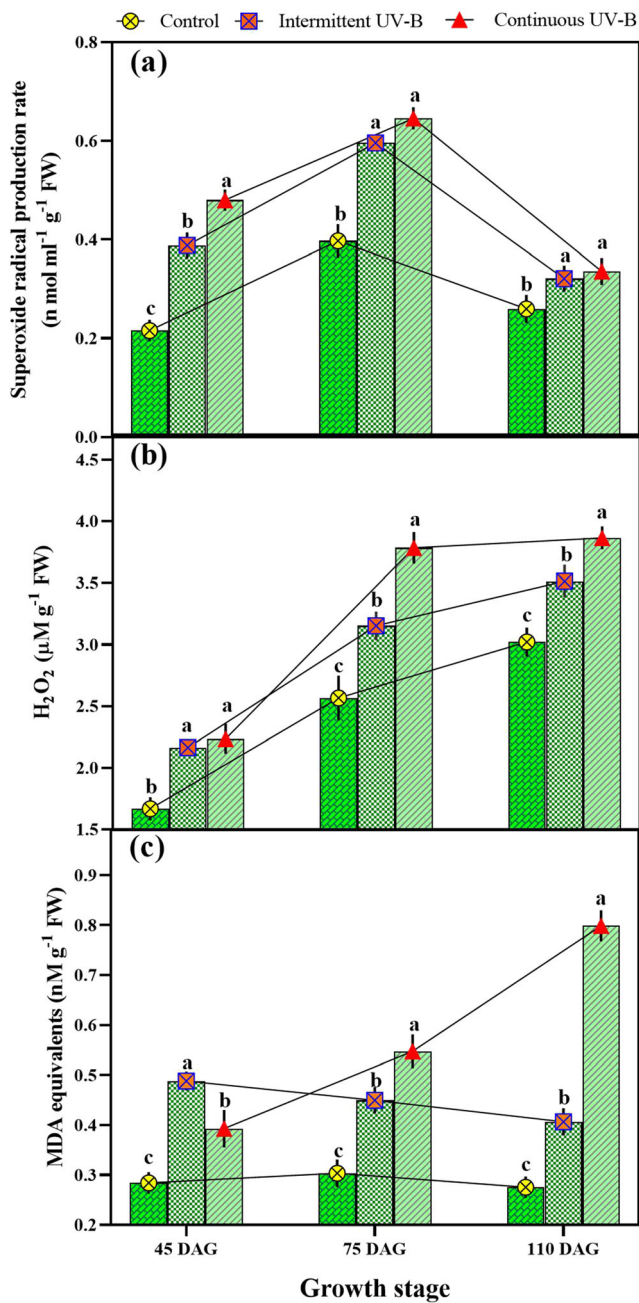 Control Intermittent UV-B Continuous UV-B
(a)
Superoxide radical production rate
(n mol ml⁻¹ g⁻¹ FW)
0.8
0.6
0.4
0.2
0.0
c b a
b a a
b a a
(b)
H₂O₂ (µM g⁻¹ FW)
4.5
4.0
3.5
3.0
2.5
2.0
1.5
b a a
c b a
c b a
(c)
MDA equivalents (nM g⁻¹ FW)
0.9
0.8
0.7
0.6
0.5
0.4
0.3
0.2
c a b
c b a
c b a
45 DAG 75 DAG 110 DAG
Growth stage